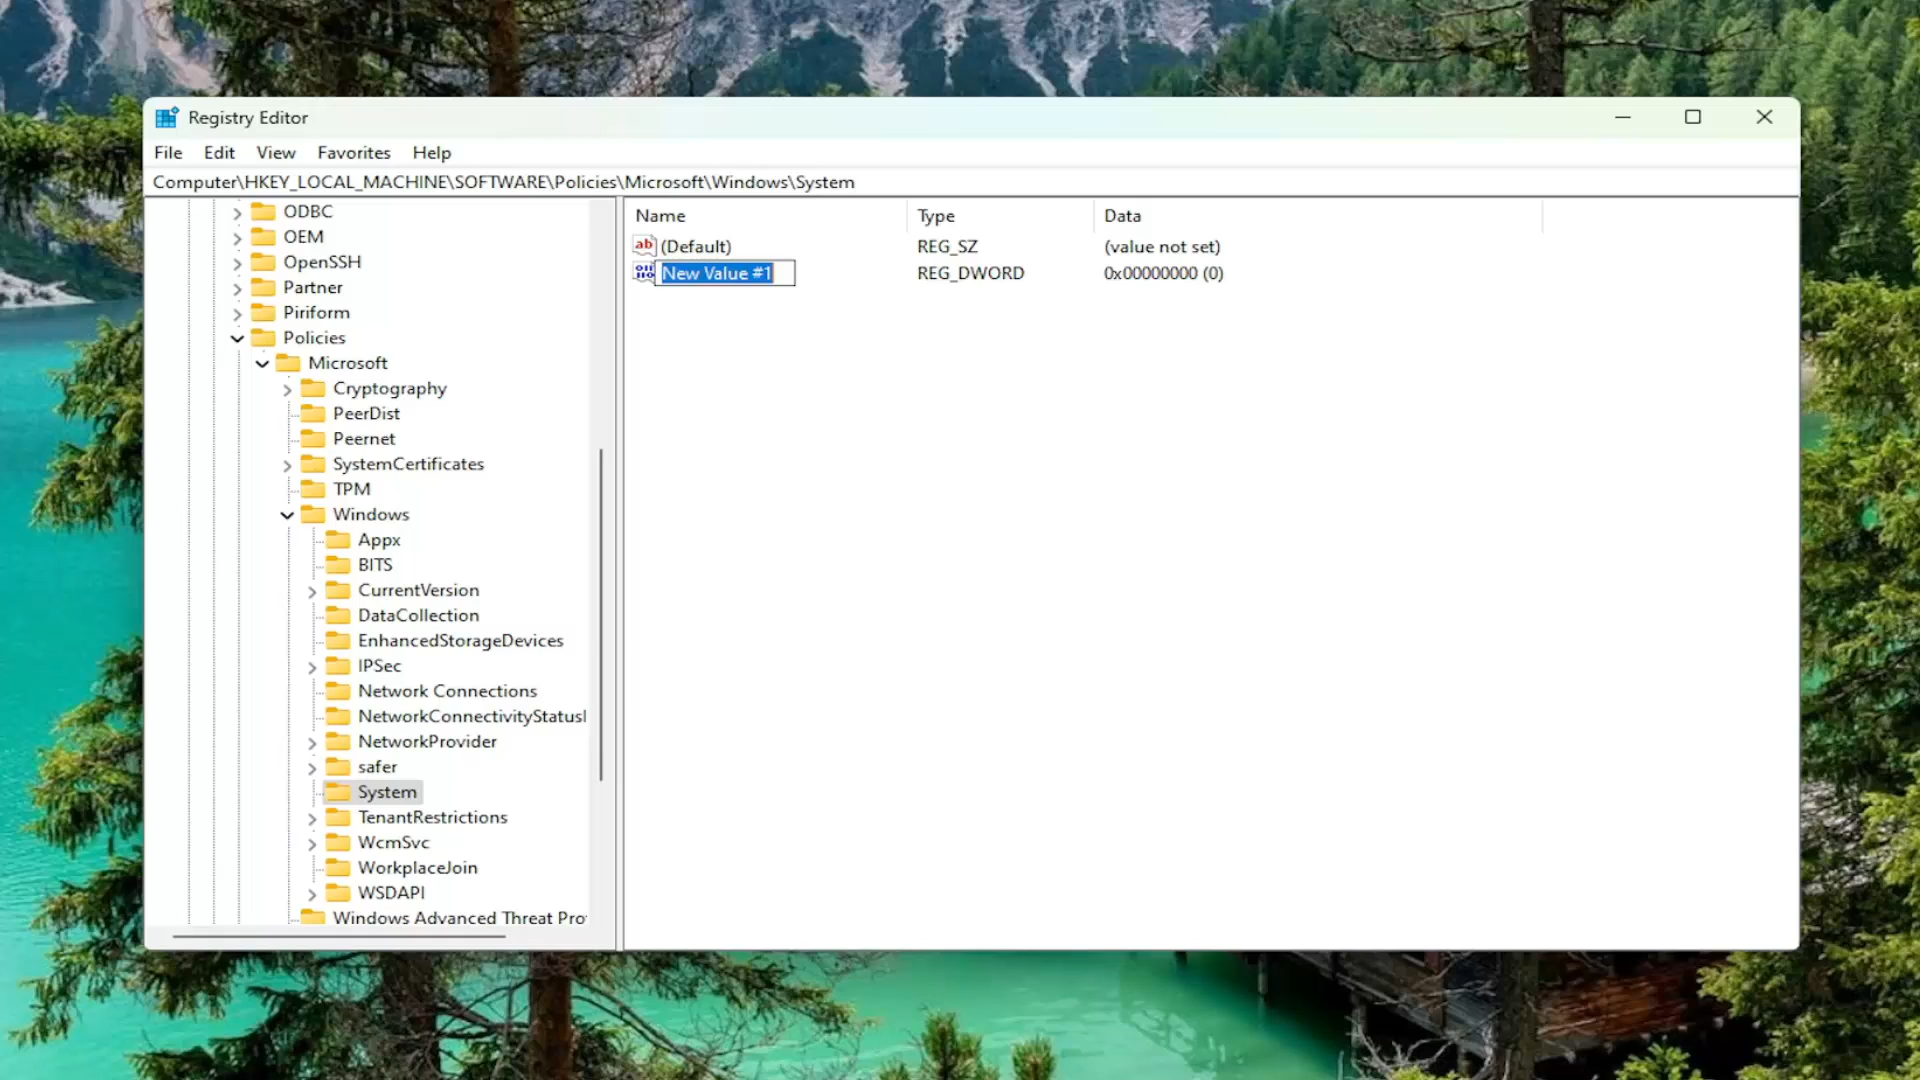 Registry Editor
File Edit View Favorites Help
Computer\HKEY_LOCAL_MACHINE\SOFTWARE\Policies\Microsoft\Windows\System
ODBC
OEM
OpenSSH
Partner
Piriform
Policies
Microsoft
Cryptography
PeerDist
Peernet
SystemCertificates
TPM
Windows
Appx
BITS
CurrentVersion
DataCollection
EnhancedStorageDevices
IPSec
Network Connections
NetworkConnectivityStatusI
NetworkProvider
safer
System
TenantRestrictions
WcmSvc
WorkplaceJoin
WSDAPI
Windows Advanced Threat Pro
Name Type Data
ab (Default) REG_SZ (value not set)
New Value #1 REG_DWORD 0x00000000 (0)